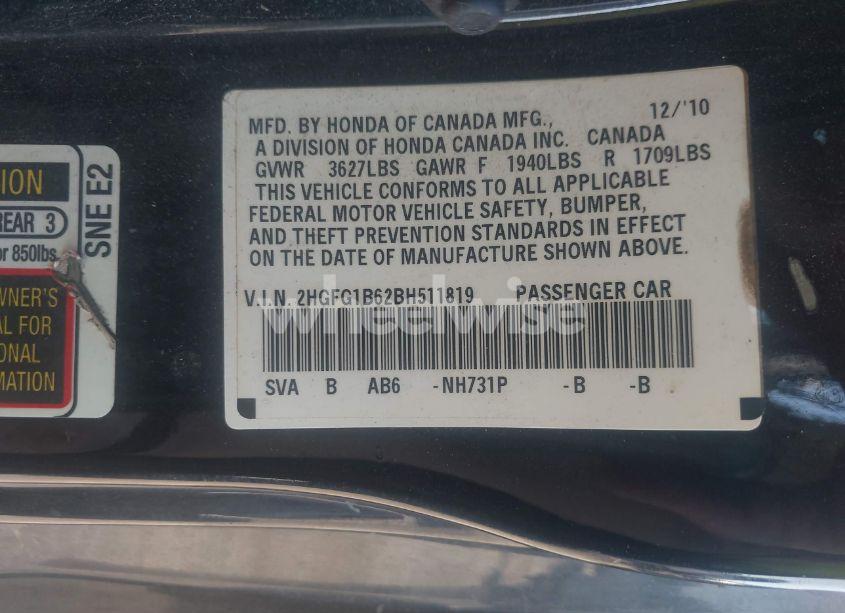 ION
REAR 3
or 850lbs
SNE E2
WNER'S
AL FOR
IONAL
MATION
MFD. BY HONDA OF CANADA MFG., 12/'10
A DIVISION OF HONDA CANADA INC. CANADA
GVWR 3627LBS GAWR F 1940LBS R 1709LBS
THIS VEHICLE CONFORMS TO ALL APPLICABLE
FEDERAL MOTOR VEHICLE SAFETY, BUMPER,
AND THEFT PREVENTION STANDARDS IN EFFECT
ON THE DATE OF MANUFACTURE SHOWN ABOVE.
V.I.N. 2HGFG1B62BH511819 PASSENGER CAR
wheelwise
SVA B AB6 -NH731P -B -B